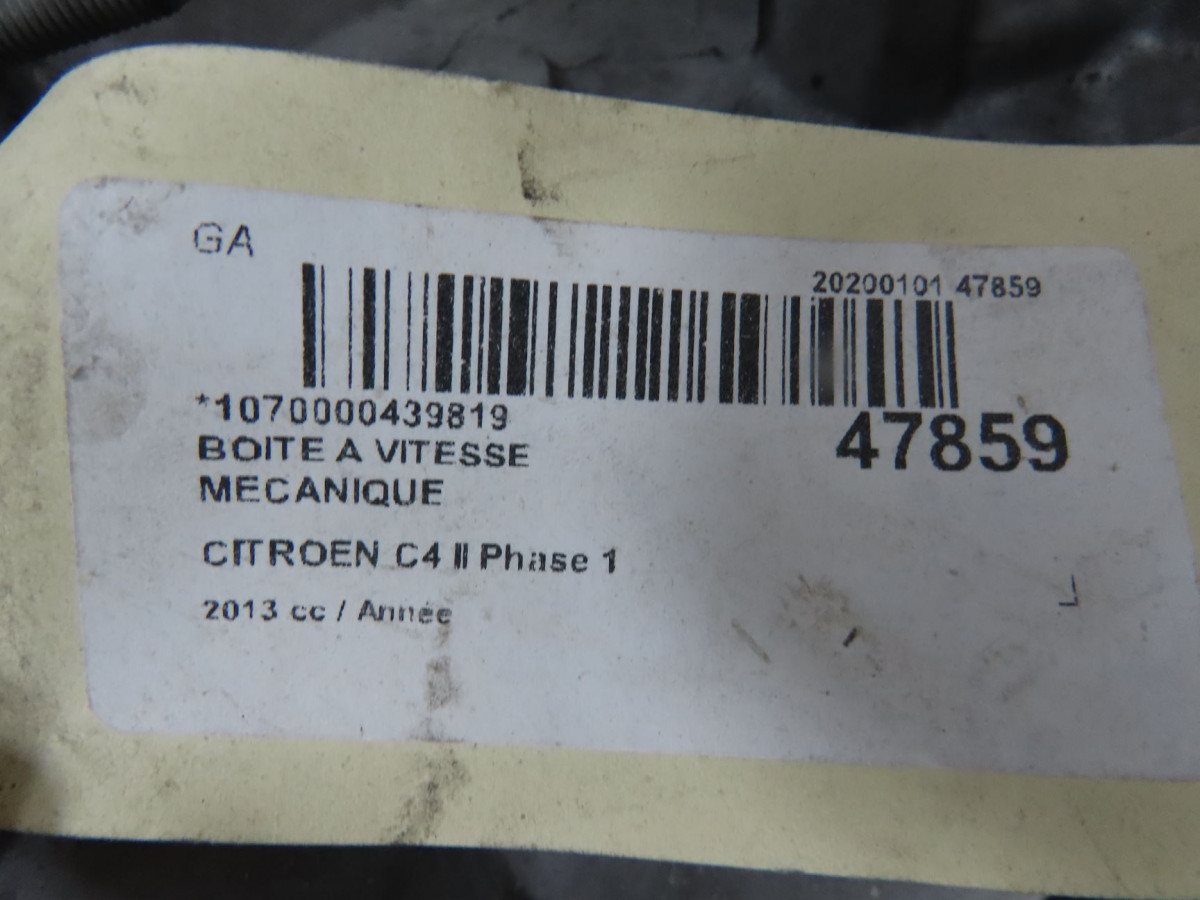 GA
20200101 47859
*1070000439819
47859
BOITE A VITESSE
MECANIQUE
CITROEN C4 II Phase 1
2013 cc / Année